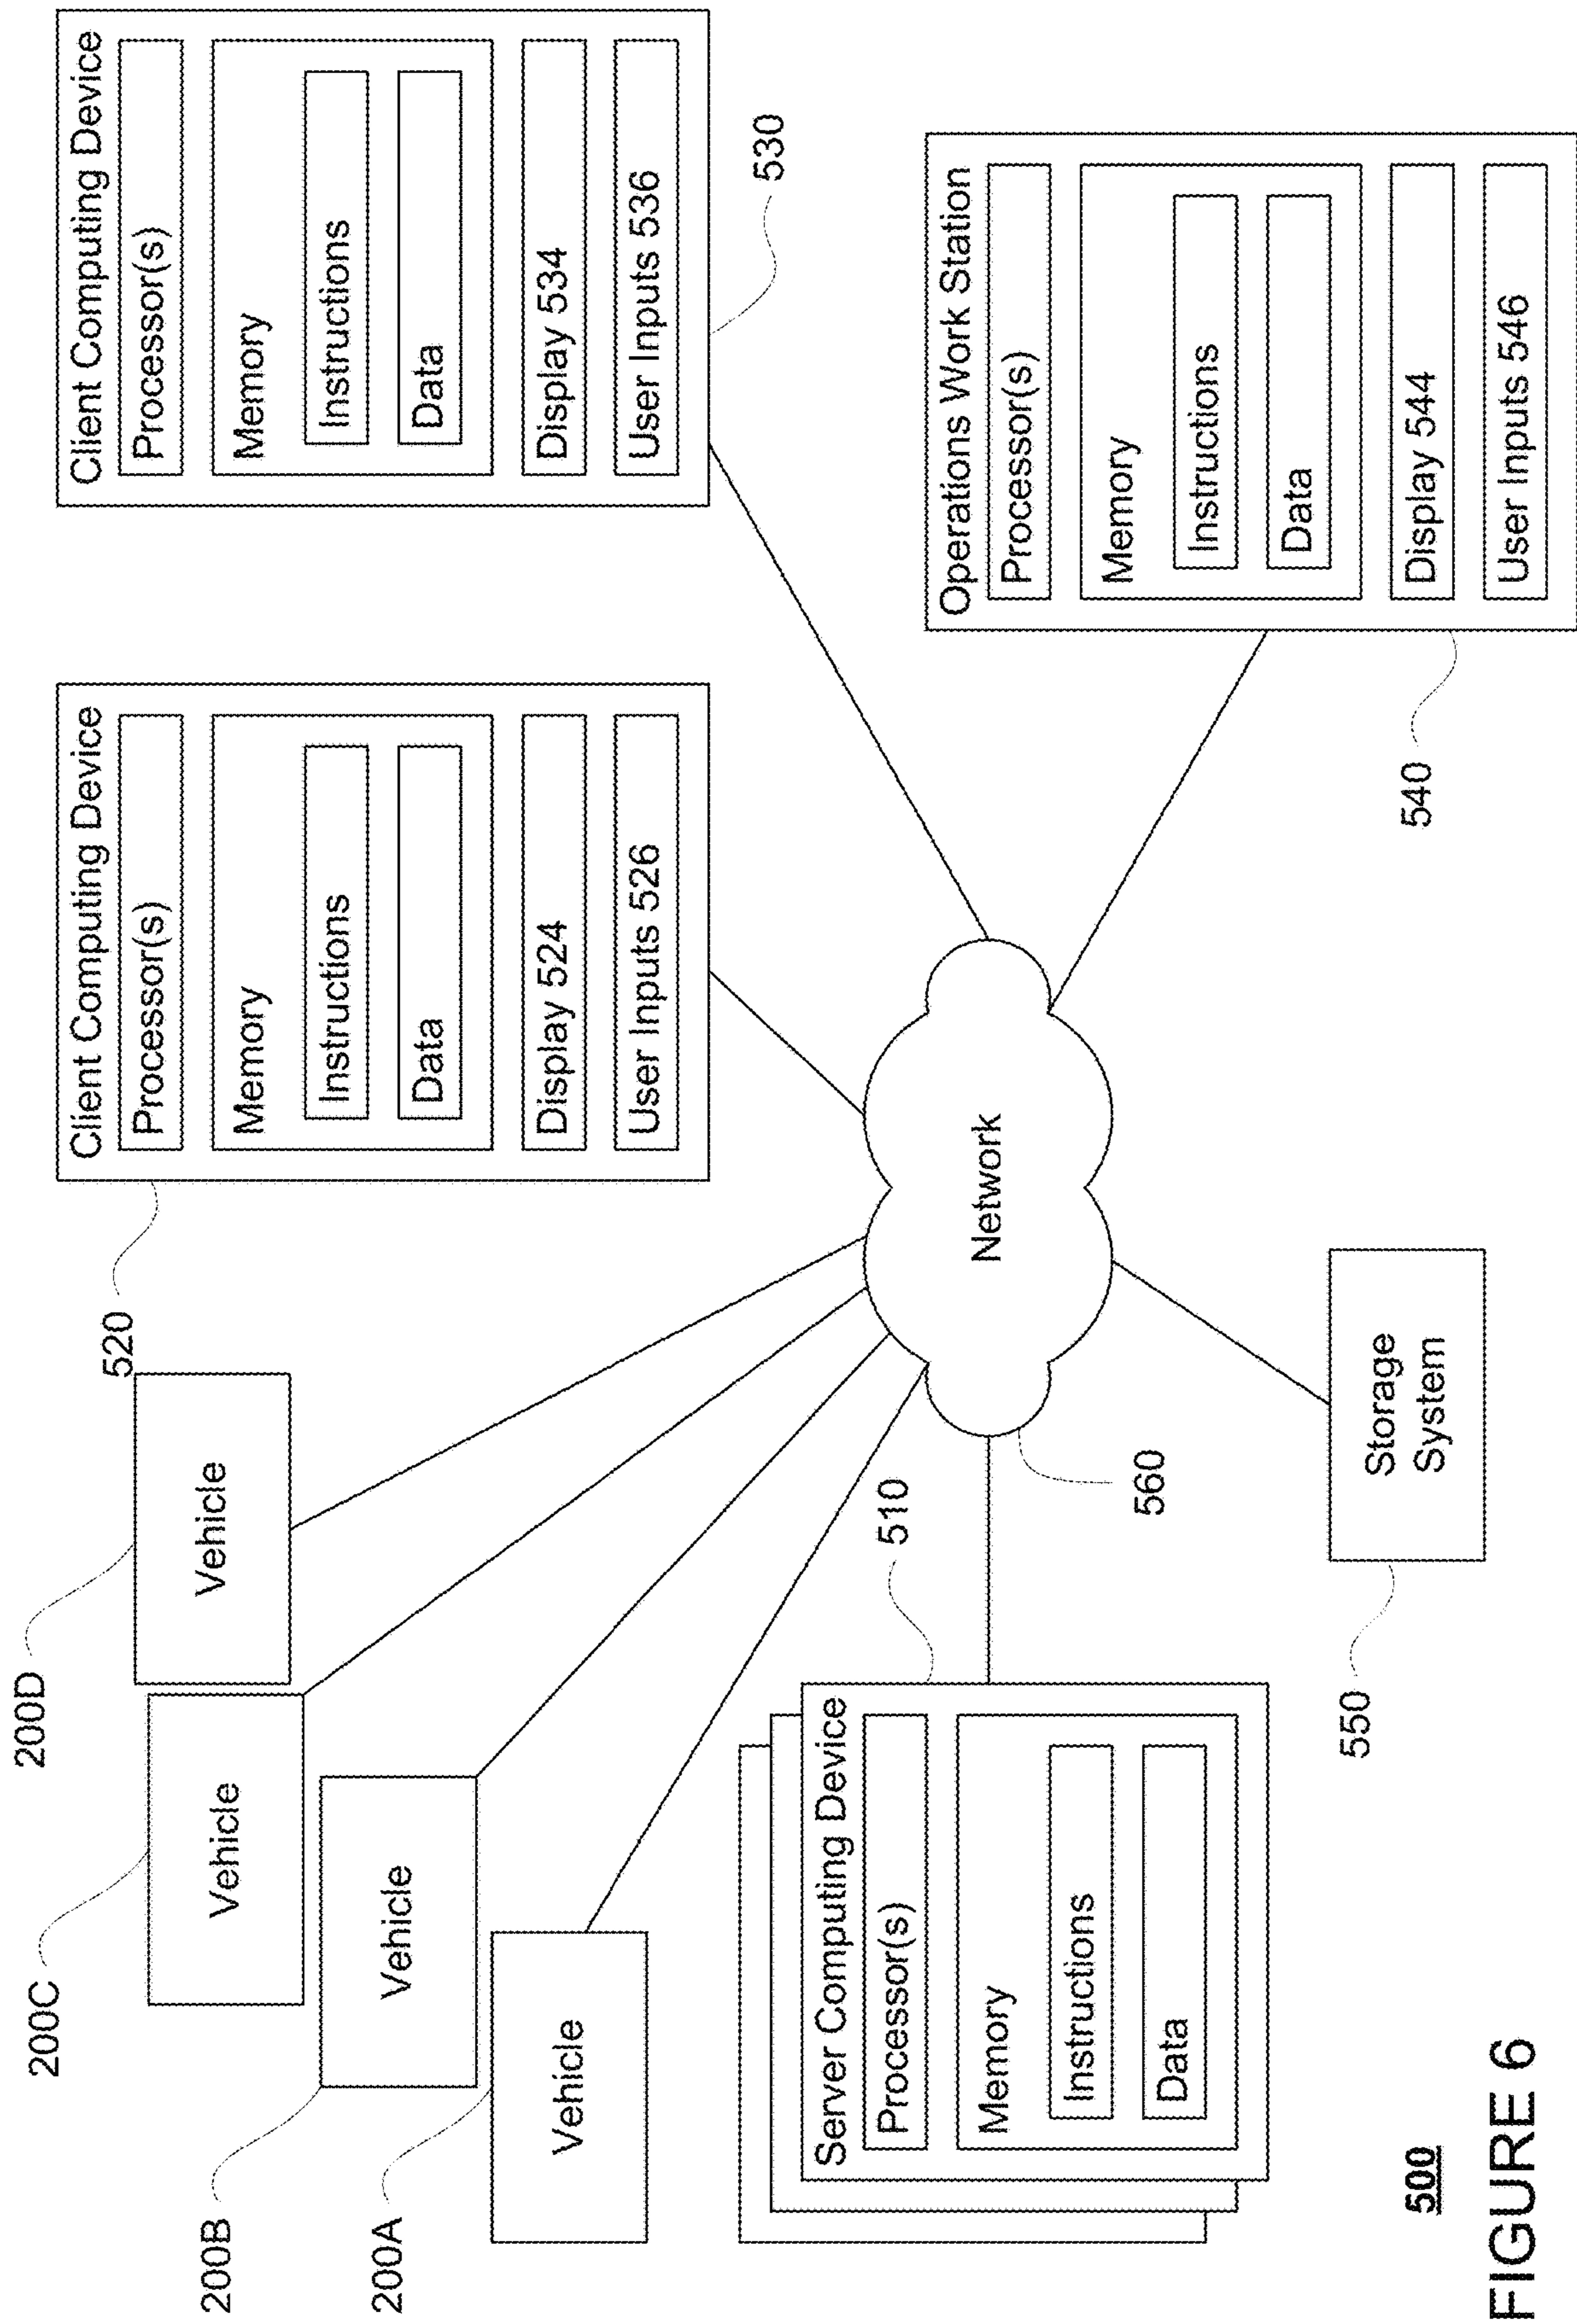 200A
200B
200C
200D
Vehicle
Vehicle
Vehicle
Vehicle
520
Client Computing Device
Processor(s)
Memory
Instructions
Data
Display 524
User Inputs 526
Client Computing Device
Processor(s)
Memory
Instructions
Data
Display 534
User Inputs 536
530
Server Computing Device
Processor(s)
Memory
Instructions
Data
510
Network
560
Operations Work Station
Processor(s)
Memory
Instructions
Data
Display 544
User Inputs 546
540
Storage
System
550
500
FIGURE 6